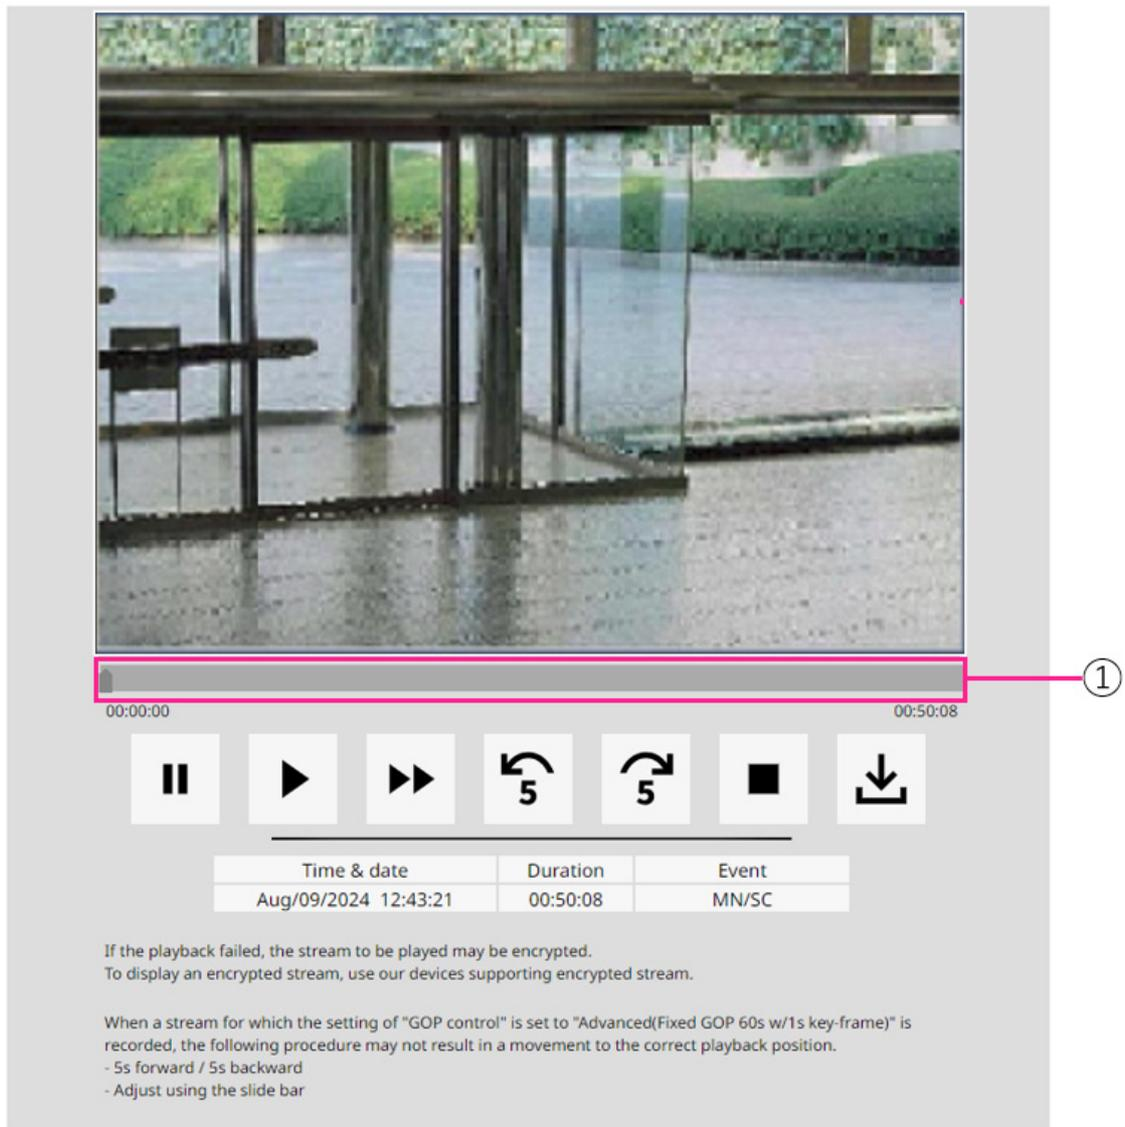 ①
00:00:00 00:50:08
5 5
Time & date Duration Event
Aug/09/2024 12:43:21 00:50:08 MN/SC
If the playback failed, the stream to be played may be encrypted.
To display an encrypted stream, use our devices supporting encrypted stream.
When a stream for which the setting of "GOP control" is set to "Advanced(Fixed GOP 60s w/1s key-frame)" is
recorded, the following procedure may not result in a movement to the correct playback position.
- 5s forward / 5s backward
- Adjust using the slide bar